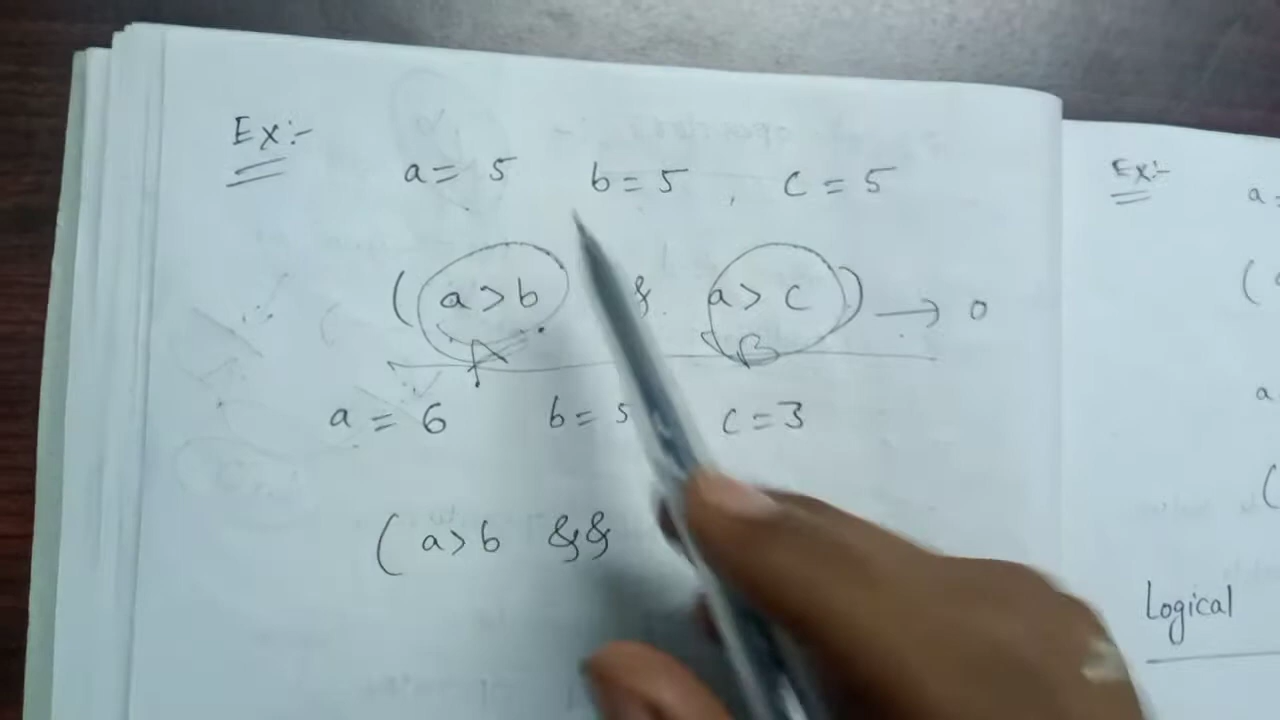 Ex:-
a = 5 b = 5 , c = 5
( a > b & a > c ) → 0
A B
a = 6 b = 5 c = 3
( a > b &&
Ex:-
a =
(
a
(
Logical